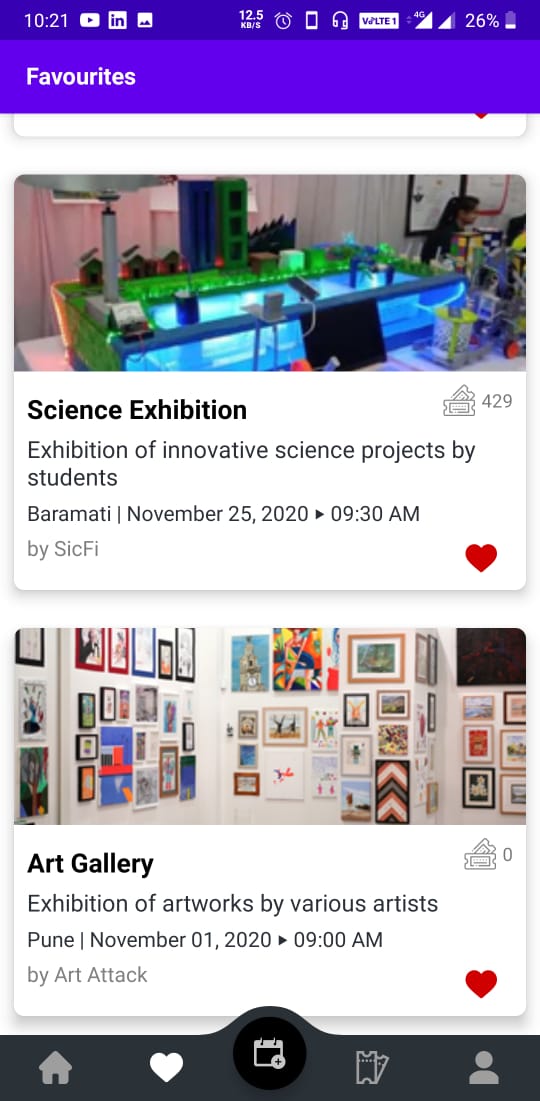 10:21 12.5 KB/S VoLTE 1 4G 26%
Favourites
Science Exhibition
429
Exhibition of innovative science projects by
students
Baramati | November 25, 2020 ▸ 09:30 AM
by SicFi
Art Gallery
0
Exhibition of artworks by various artists
Pune | November 01, 2020 ▸ 09:00 AM
by Art Attack